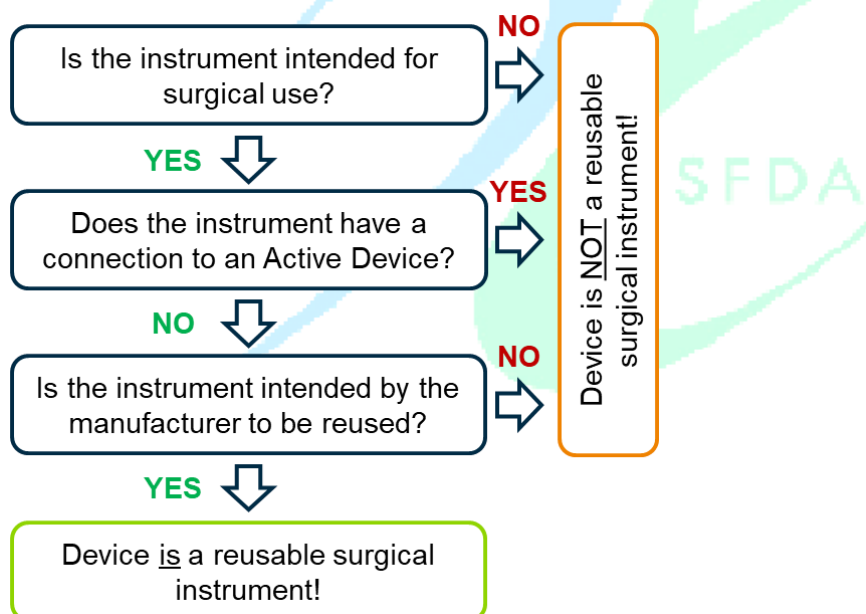 Is the instrument intended for
surgical use?
NO
YES
Does the instrument have a
connection to an Active Device?
YES
NO
Is the instrument intended by the
manufacturer to be reused?
NO
YES
Device is a reusable surgical
instrument!
Device is NOT a reusable
surgical instrument!
SFDA